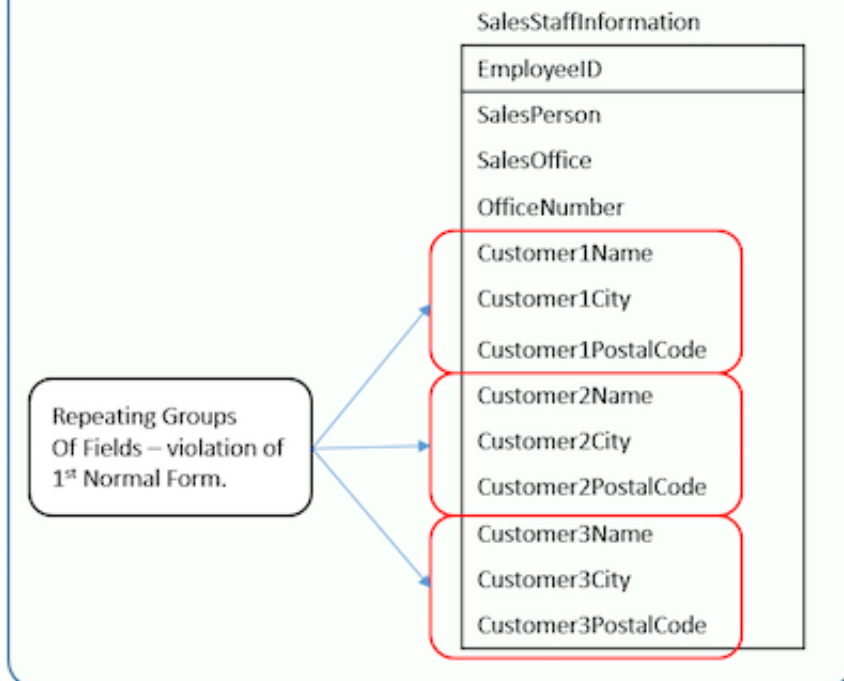 SalesStaffInformation
EmployeeID
SalesPerson
SalesOffice
OfficeNumber
Customer1Name
Customer1City
Customer1PostalCode
Customer2Name
Customer2City
Customer2PostalCode
Customer3Name
Customer3City
Customer3PostalCode
Repeating Groups
Of Fields – violation of
1st Normal Form.